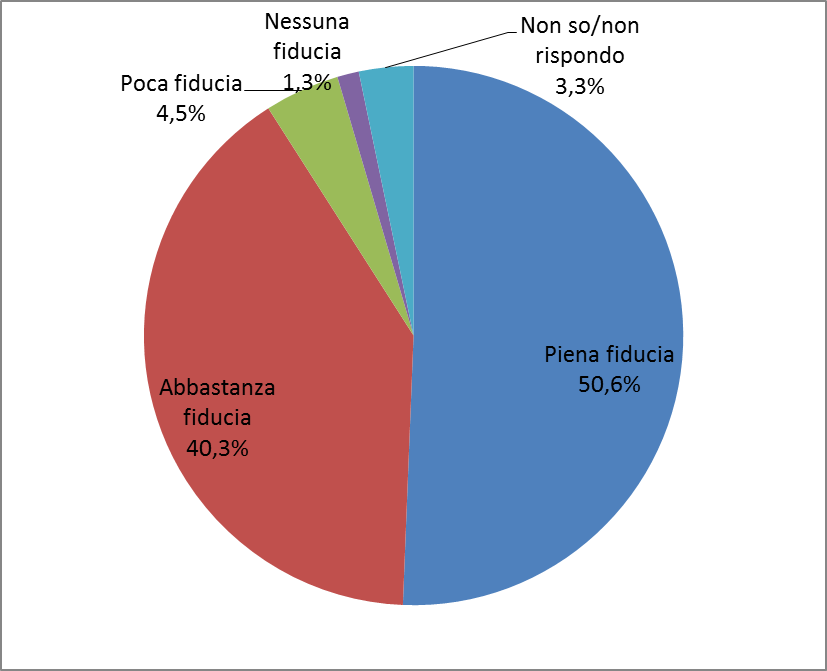 Nessuna
fiducia
1,3%
Non so/non
rispondo
3,3%
Poca fiducia
4,5%
Piena fiducia
50,6%
Abbastanza
fiducia
40,3%